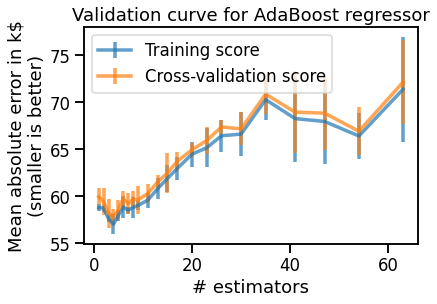 Validation curve for AdaBoost regressor
Mean absolute error in k$
(smaller is better)
Training score
Cross-validation score
75
70
65
60
55
0
20
40
60
# estimators